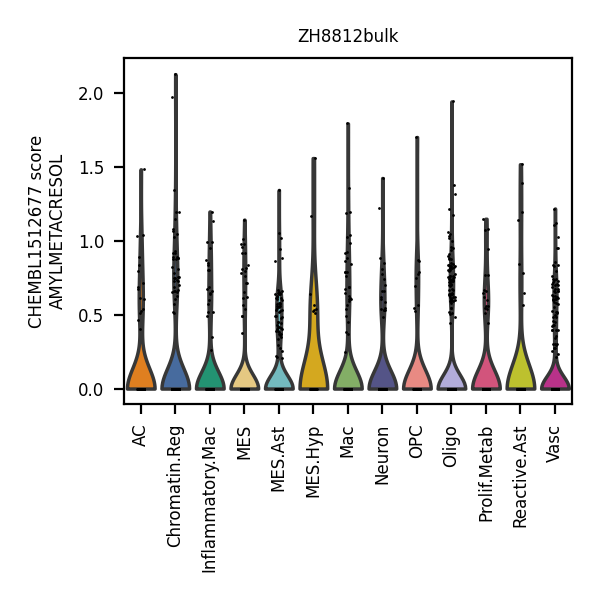 ZH8812bulk
CHEMBL1512677 score
AMYLMETACRESOL
2.0
1.5
1.0
0.5
0.0
AC
Chromatin.Reg
Inflammatory.Mac
MES
MES.Ast
MES.Hyp
Mac
Neuron
OPC
Oligo
Prolif.Metab
Reactive.Ast
Vasc